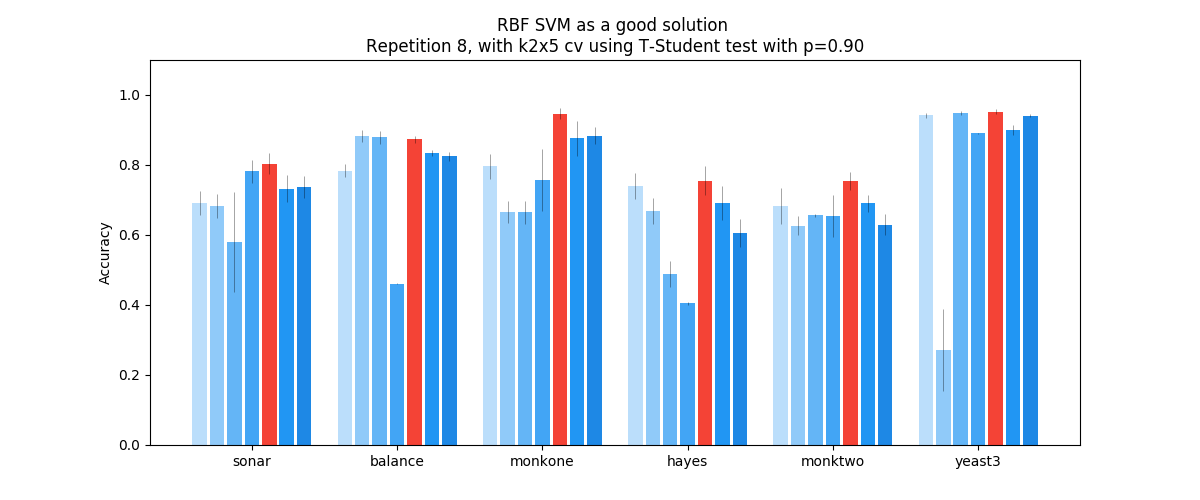 RBF SVM as a good solution
Repetition 8, with k2x5 cv using T-Student test with p=0.90
Accuracy
1.0
0.8
0.6
0.4
0.2
0.0
sonar balance monkone hayes monktwo yeast3